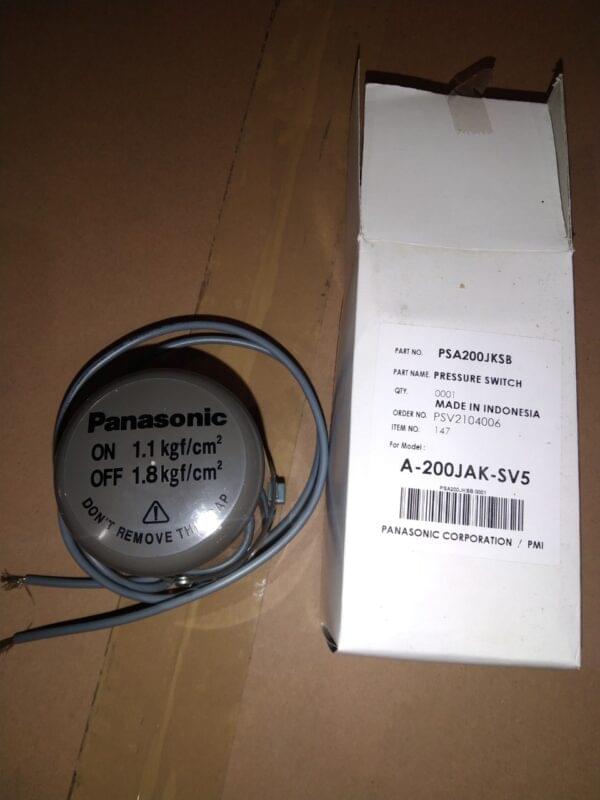 Panasonic
ON 1.1 kgf/cm²
OFF 1.8 kgf/cm²
DON'T REMOVE THIS CAP
PART NO. PSA200JKSB
PART NAME. PRESSURE SWITCH
QTY. 0001
MADE IN INDONESIA
ORDER NO. PSV2104006
ITEM NO. 147
For Model :
A-200JAK-SV5
PSA200JKSB 0001
PANASONIC CORPORATION / PMI